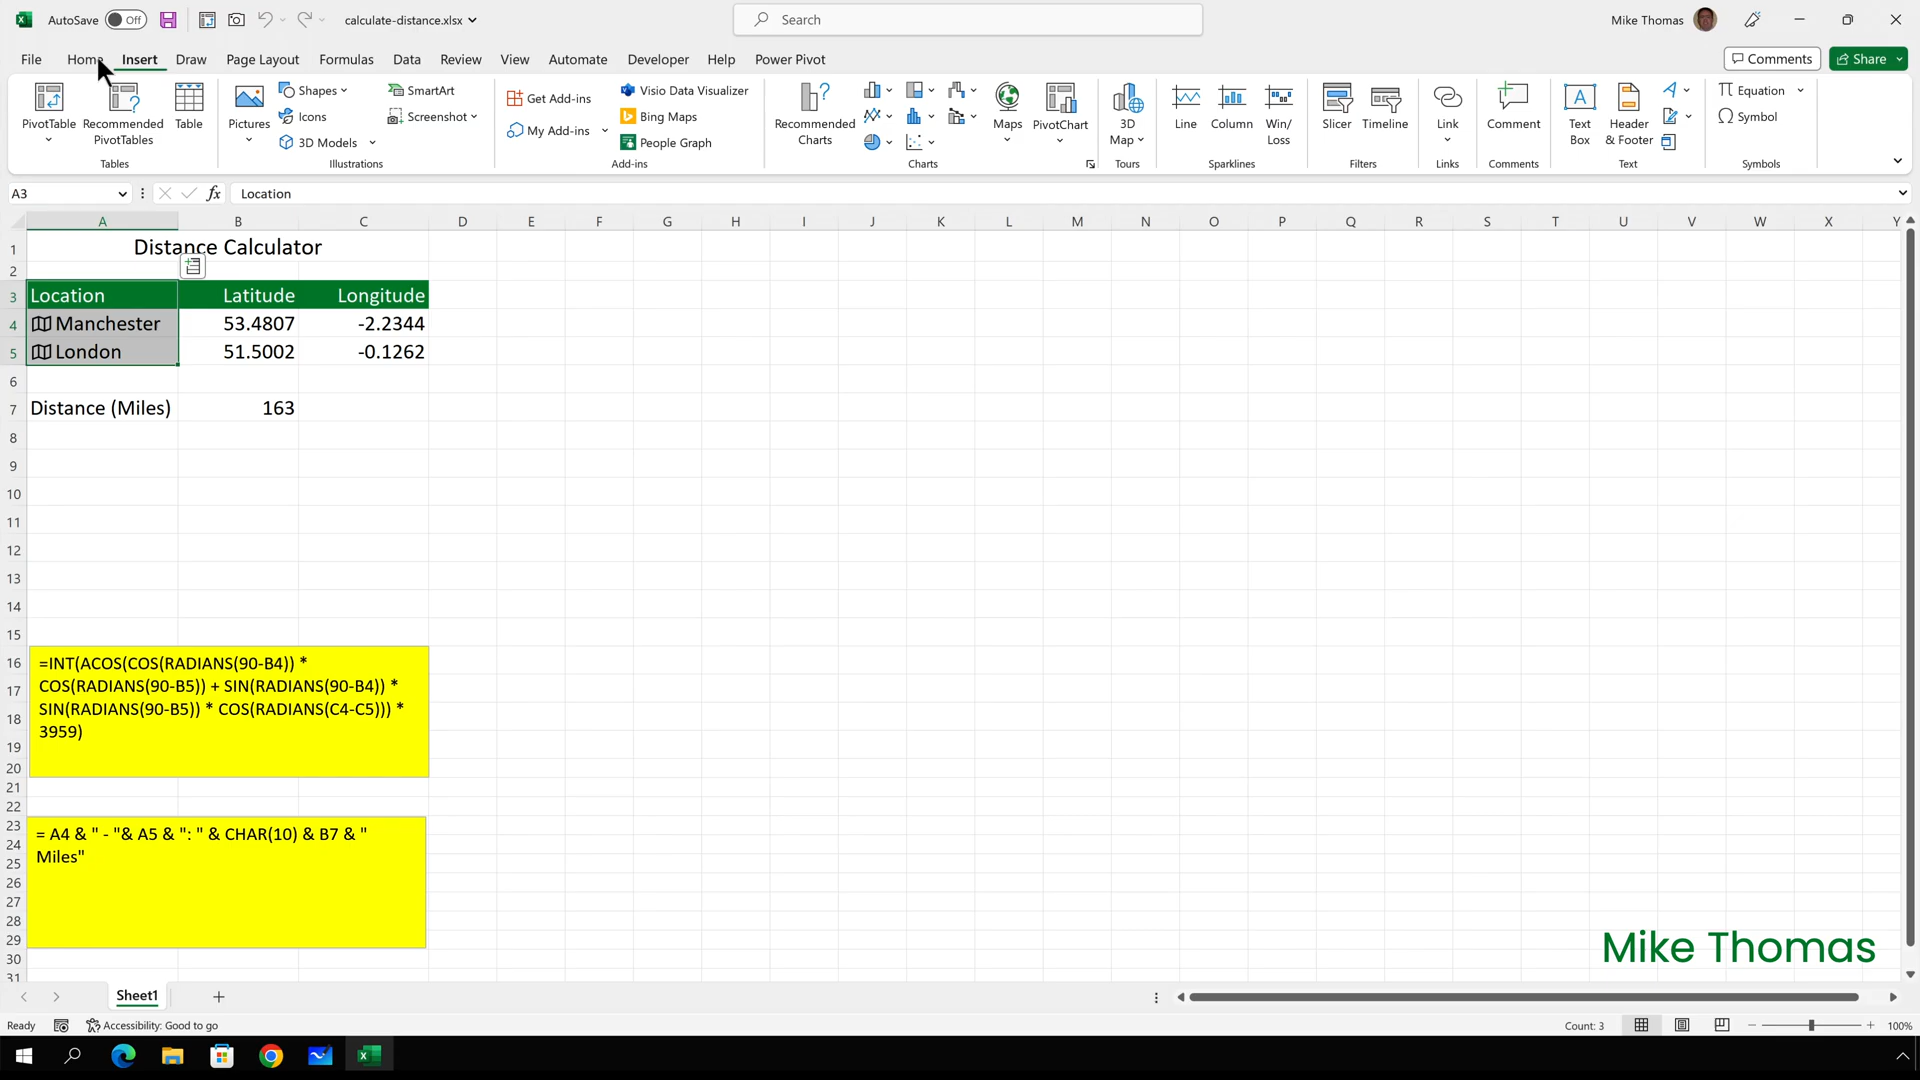 AutoSave Off calculate-distance.xlsx Search Mike Thomas
File Home Insert Draw Page Layout Formulas Data Review View Automate Developer Help Power Pivot Comments Share
PivotTable
Recommended
PivotTables
Table
Tables
Pictures
Shapes
Icons
3D Models
SmartArt
Screenshot
Illustrations
Get Add-ins
My Add-ins
Visio Data Visualizer
Bing Maps
People Graph
Add-ins
Recommended
Charts
Maps
PivotChart
Charts
3D
Map
Tours
Line
Column
Win/
Loss
Sparklines
Slicer
Timeline
Filters
Link
Links
Comment
Comments
Text
Box
Header
& Footer
Text
Equation
Symbol
Symbols
A3 fx Location
A B C D E F G H I J K L M N O P Q R S T U V W X Y
1 Distance Calculator
2
3 Location Latitude Longitude
4 Manchester 53.4807 -2.2344
5 London 51.5002 -0.1262
6
7 Distance (Miles) 163
8
9
10
11
12
13
14
15
16
17
18
19
20
21
22
23
24
25
26
27
28
29
30
31
=INT(ACOS(COS(RADIANS(90-B4)) *
COS(RADIANS(90-B5)) + SIN(RADIANS(90-B4)) *
SIN(RADIANS(90-B5)) * COS(RADIANS(C4-C5))) *
3959)
= A4 & " - "& A5 & ": " & CHAR(10) & B7 & "
Miles"
Mike Thomas
Sheet1
Ready Accessibility: Good to go Count: 3 100%